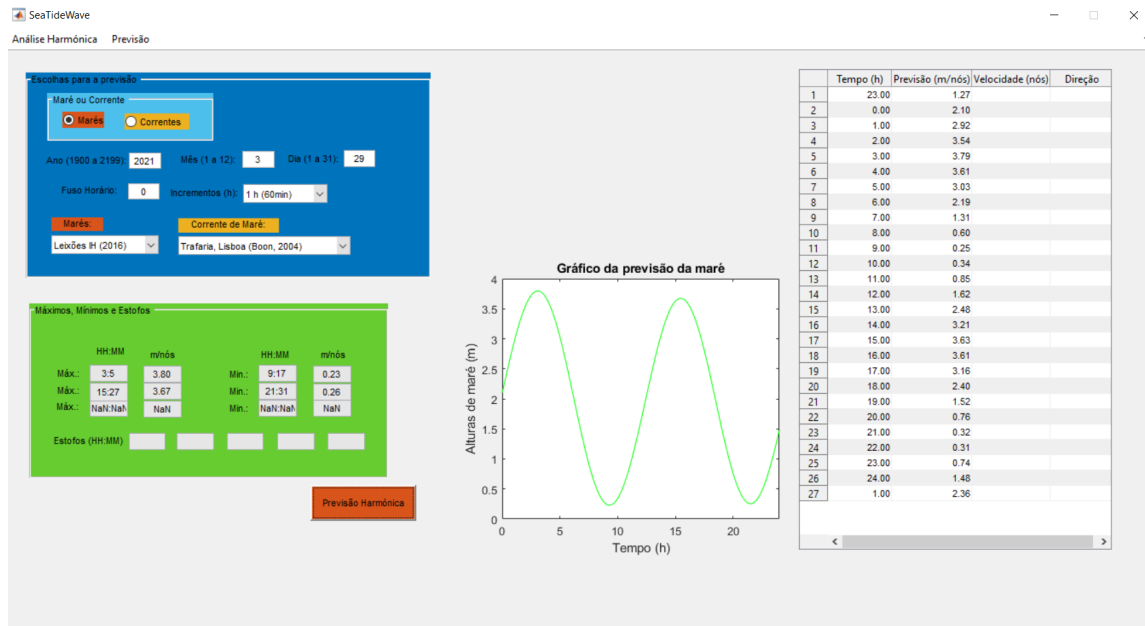 SeaTideWave
Análise Harmónica Previsão
Escolhas para a previsão
Maré ou Corrente
Marés Correntes
Ano (1900 a 2199): 2021 Mês (1 a 12): 3 Dia (1 a 31): 29
Fuso Horário: 0 Incrementos (h): 1 h (60min)
Marés: Corrente de Maré:
Leixões IH (2016) Trafaria, Lisboa (Boon, 2004)
Máximos, Mínimos e Estofos
HH:MM m/nós HH:MM m/nós
Máx.: 3:5 3.80 Min.: 9:17 0.23
Máx.: 15:27 3.67 Min.: 21:31 0.26
Máx.: NaN:NaN NaN Min.: NaN:NaN NaN
Estofos (HH:MM)
Previsão Harmónica
Gráfico da previsão da maré
Alturas de maré (m)
4
3.5
3
2.5
2
1.5
1
0.5
0
0 5 10 15 20
Tempo (h)
Tempo (h) Previsão (m/nós) Velocidade (nós) Direção
1 23.00 1.27
2 0.00 2.10
3 1.00 2.92
4 2.00 3.54
5 3.00 3.79
6 4.00 3.61
7 5.00 3.03
8 6.00 2.19
9 7.00 1.31
10 8.00 0.60
11 9.00 0.25
12 10.00 0.34
13 11.00 0.85
14 12.00 1.62
15 13.00 2.48
16 14.00 3.21
17 15.00 3.63
18 16.00 3.61
19 17.00 3.16
20 18.00 2.40
21 19.00 1.52
22 20.00 0.76
23 21.00 0.32
24 22.00 0.31
25 23.00 0.74
26 24.00 1.48
27 1.00 2.36